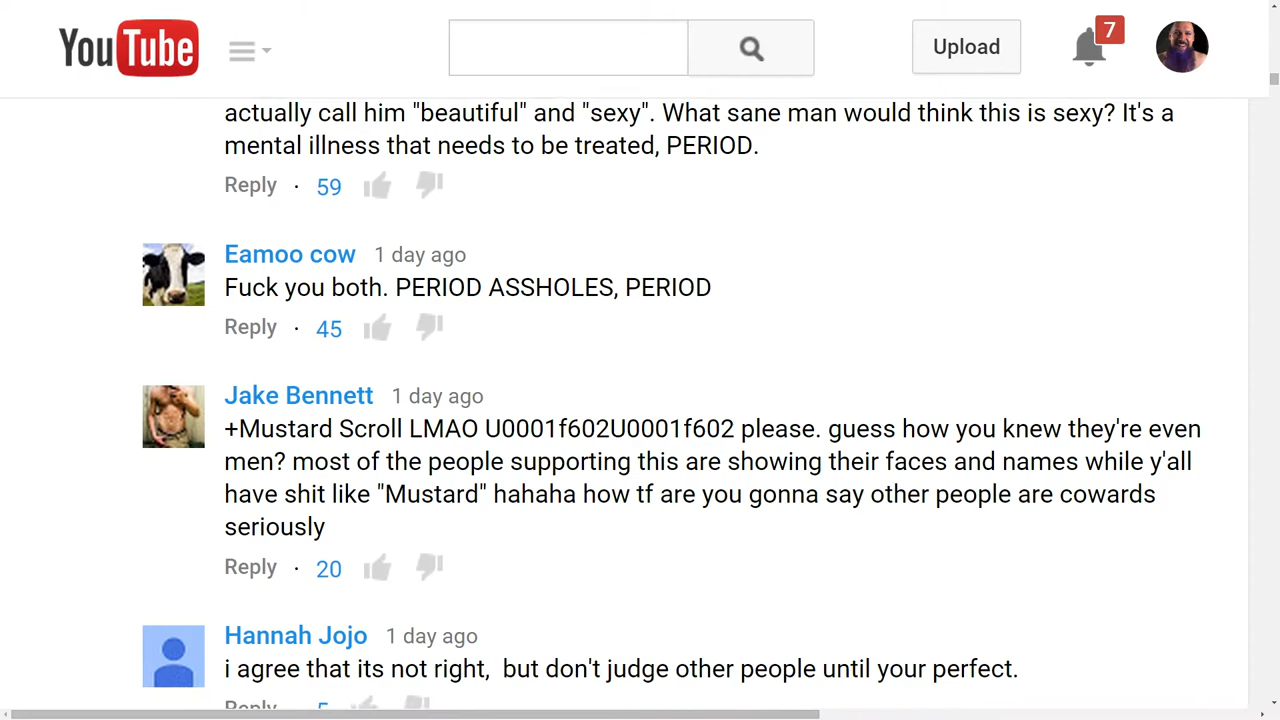 YouTube
Upload
7
actually call him "beautiful" and "sexy". What sane man would think this is sexy? It's a
mental illness that needs to be treated, PERIOD.
Reply · 59
Eamoo cow 1 day ago
Fuck you both. PERIOD ASSHOLES, PERIOD
Reply · 45
Jake Bennett 1 day ago
+Mustard Scroll LMAO U0001f602U0001f602 please. guess how you knew they're even
men? most of the people supporting this are showing their faces and names while y'all
have shit like "Mustard" hahaha how tf are you gonna say other people are cowards
seriously
Reply · 20
Hannah Jojo 1 day ago
i agree that its not right,  but don't judge other people until your perfect.
Reply 5